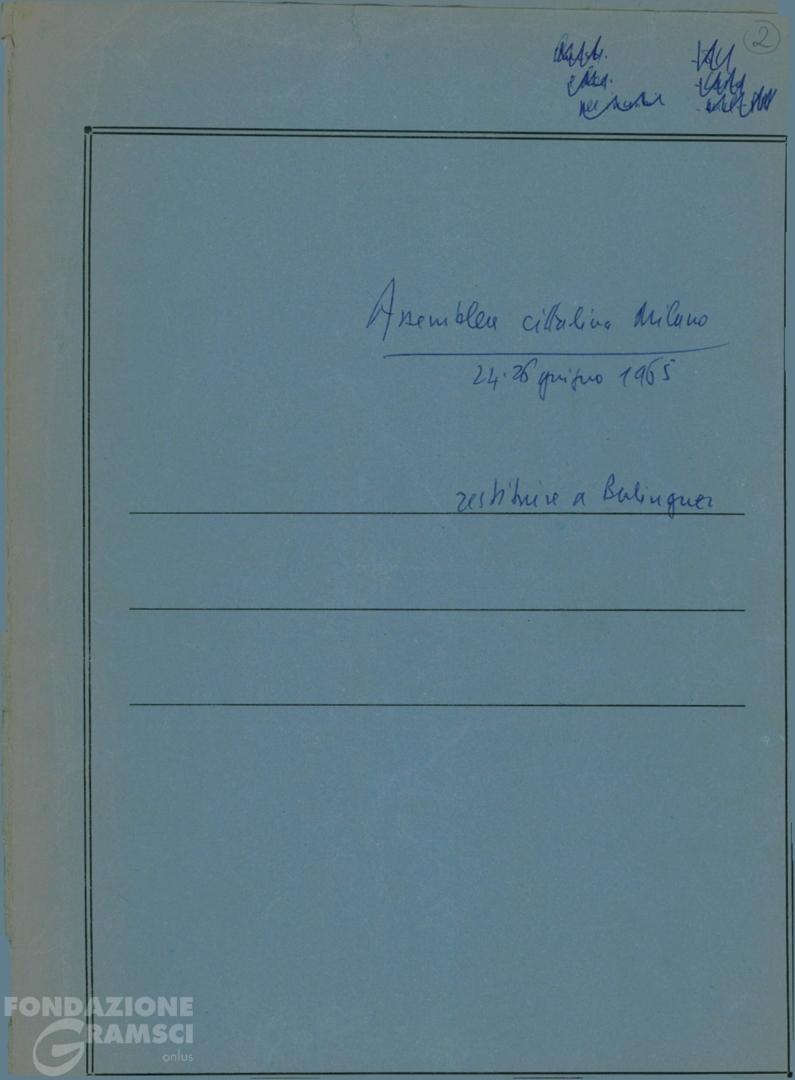 2
Assemblea cittadina Milano
24-26 giugno 1965
restituire a Berlinguer
FONDAZIONE
GRAMSCI
onlus